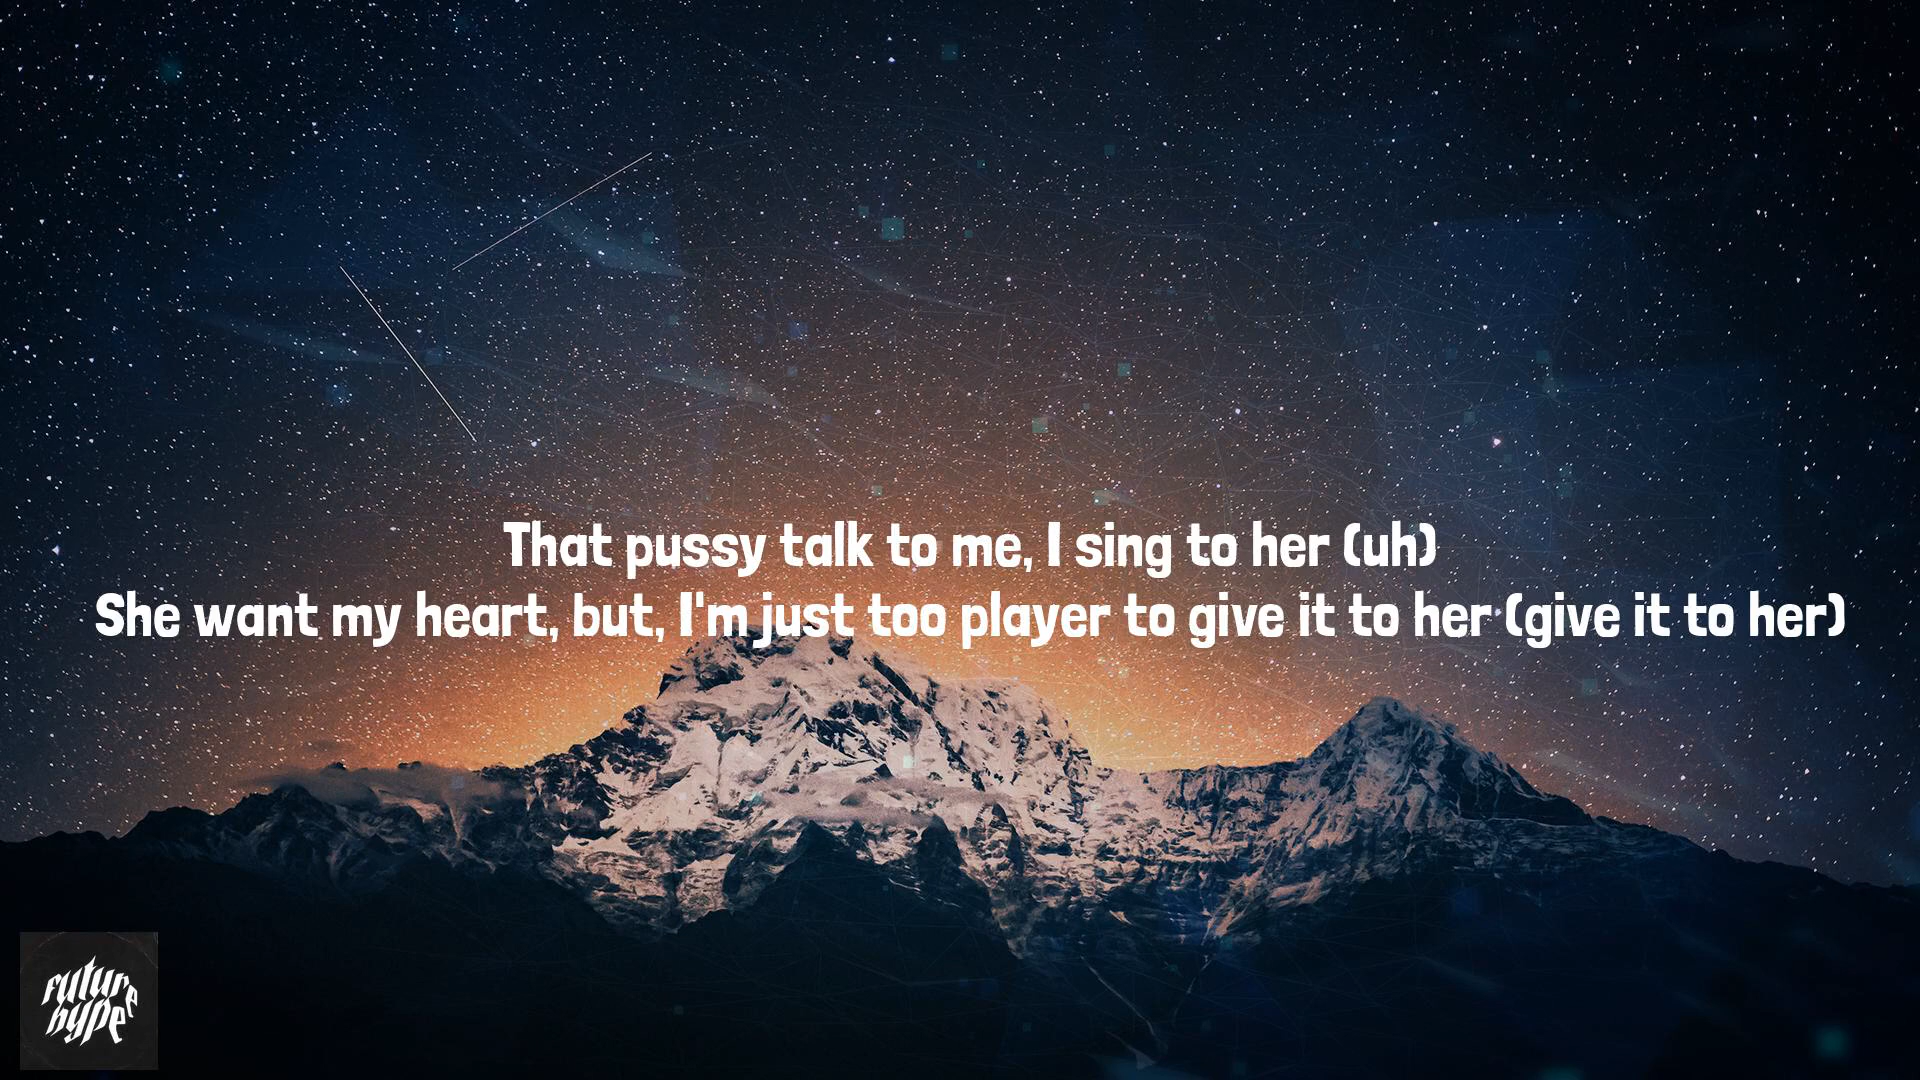 That pussy talk to me, I sing to her (uh)
She want my heart, but, I'm just too player to give it to her (give it to her)
future
hype